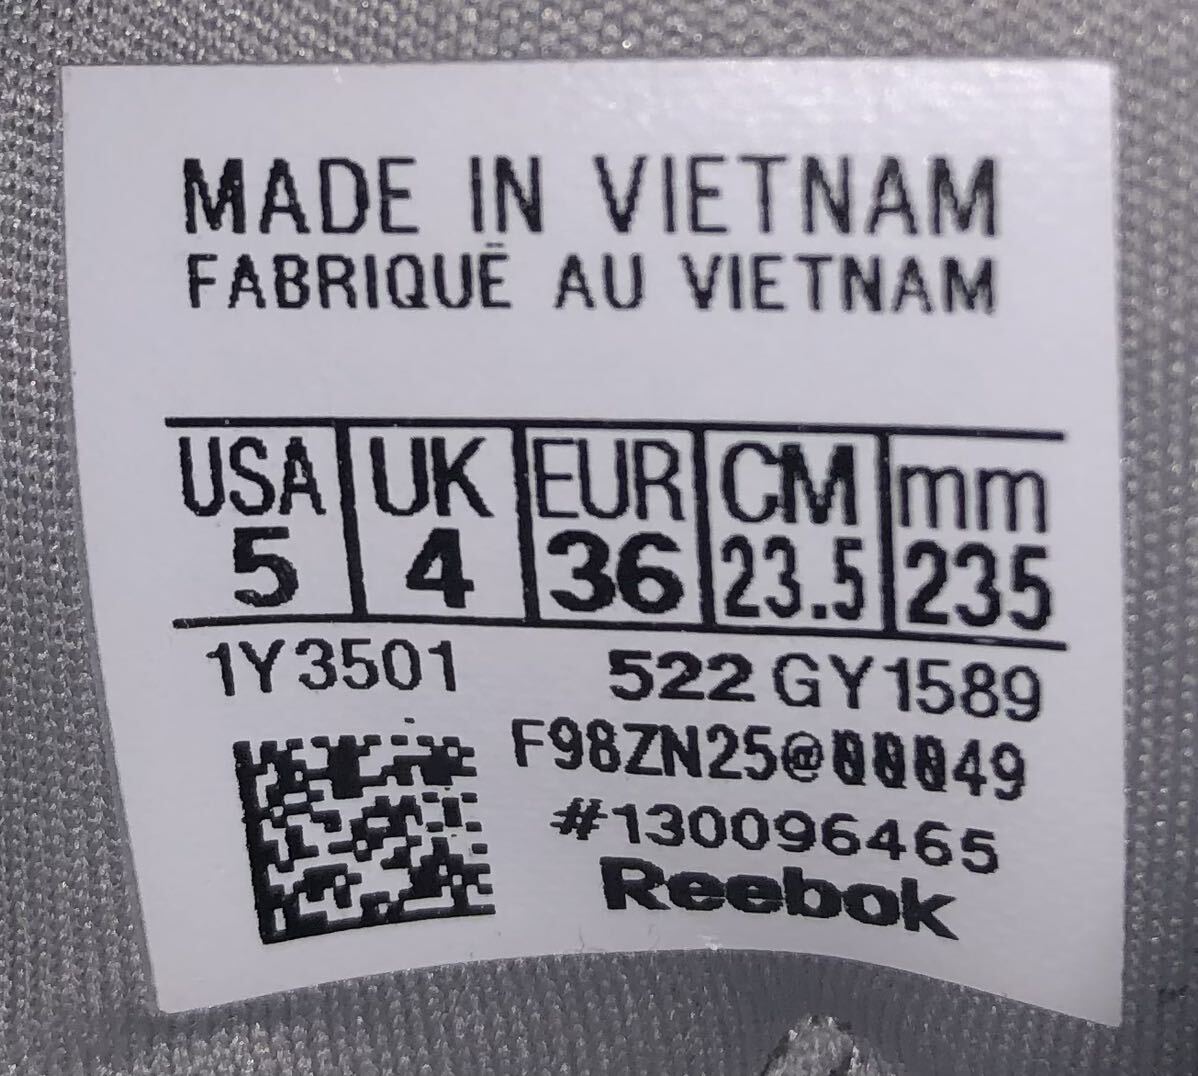 MADE IN VIETNAM
FABRIQUÉ AU VIETNAM
USA UK EUR CM mm
5 4 36 23.5 235
1Y3501 522 GY1589
F98ZN25@00049
#130096465
Reebok